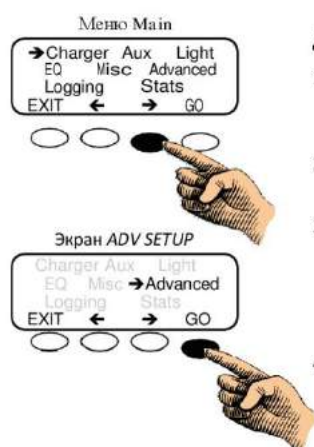 Меню Main
➔Charger Aux Light
EQ Misc Advanced
Logging Stats
EXIT ← → GO
Экран ADV SETUP
Charger Aux Light
EQ Misc ➔Advanced
Logging Stats
EXIT ← → GO